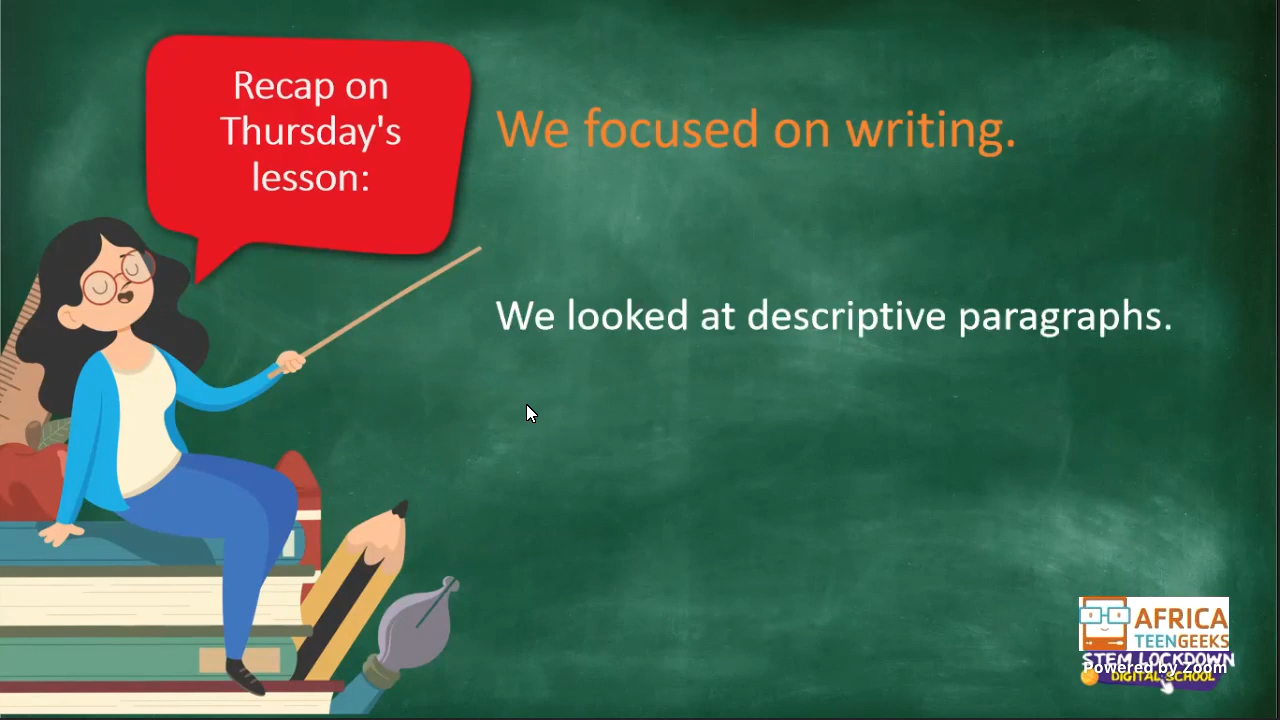 Recap on
Thursday's
lesson:
We focused on writing.
We looked at descriptive paragraphs.
AFRICA
TEENGEEKS
STEM LOCKDOWN
Powered by Zoom
DIGITAL SCHOOL